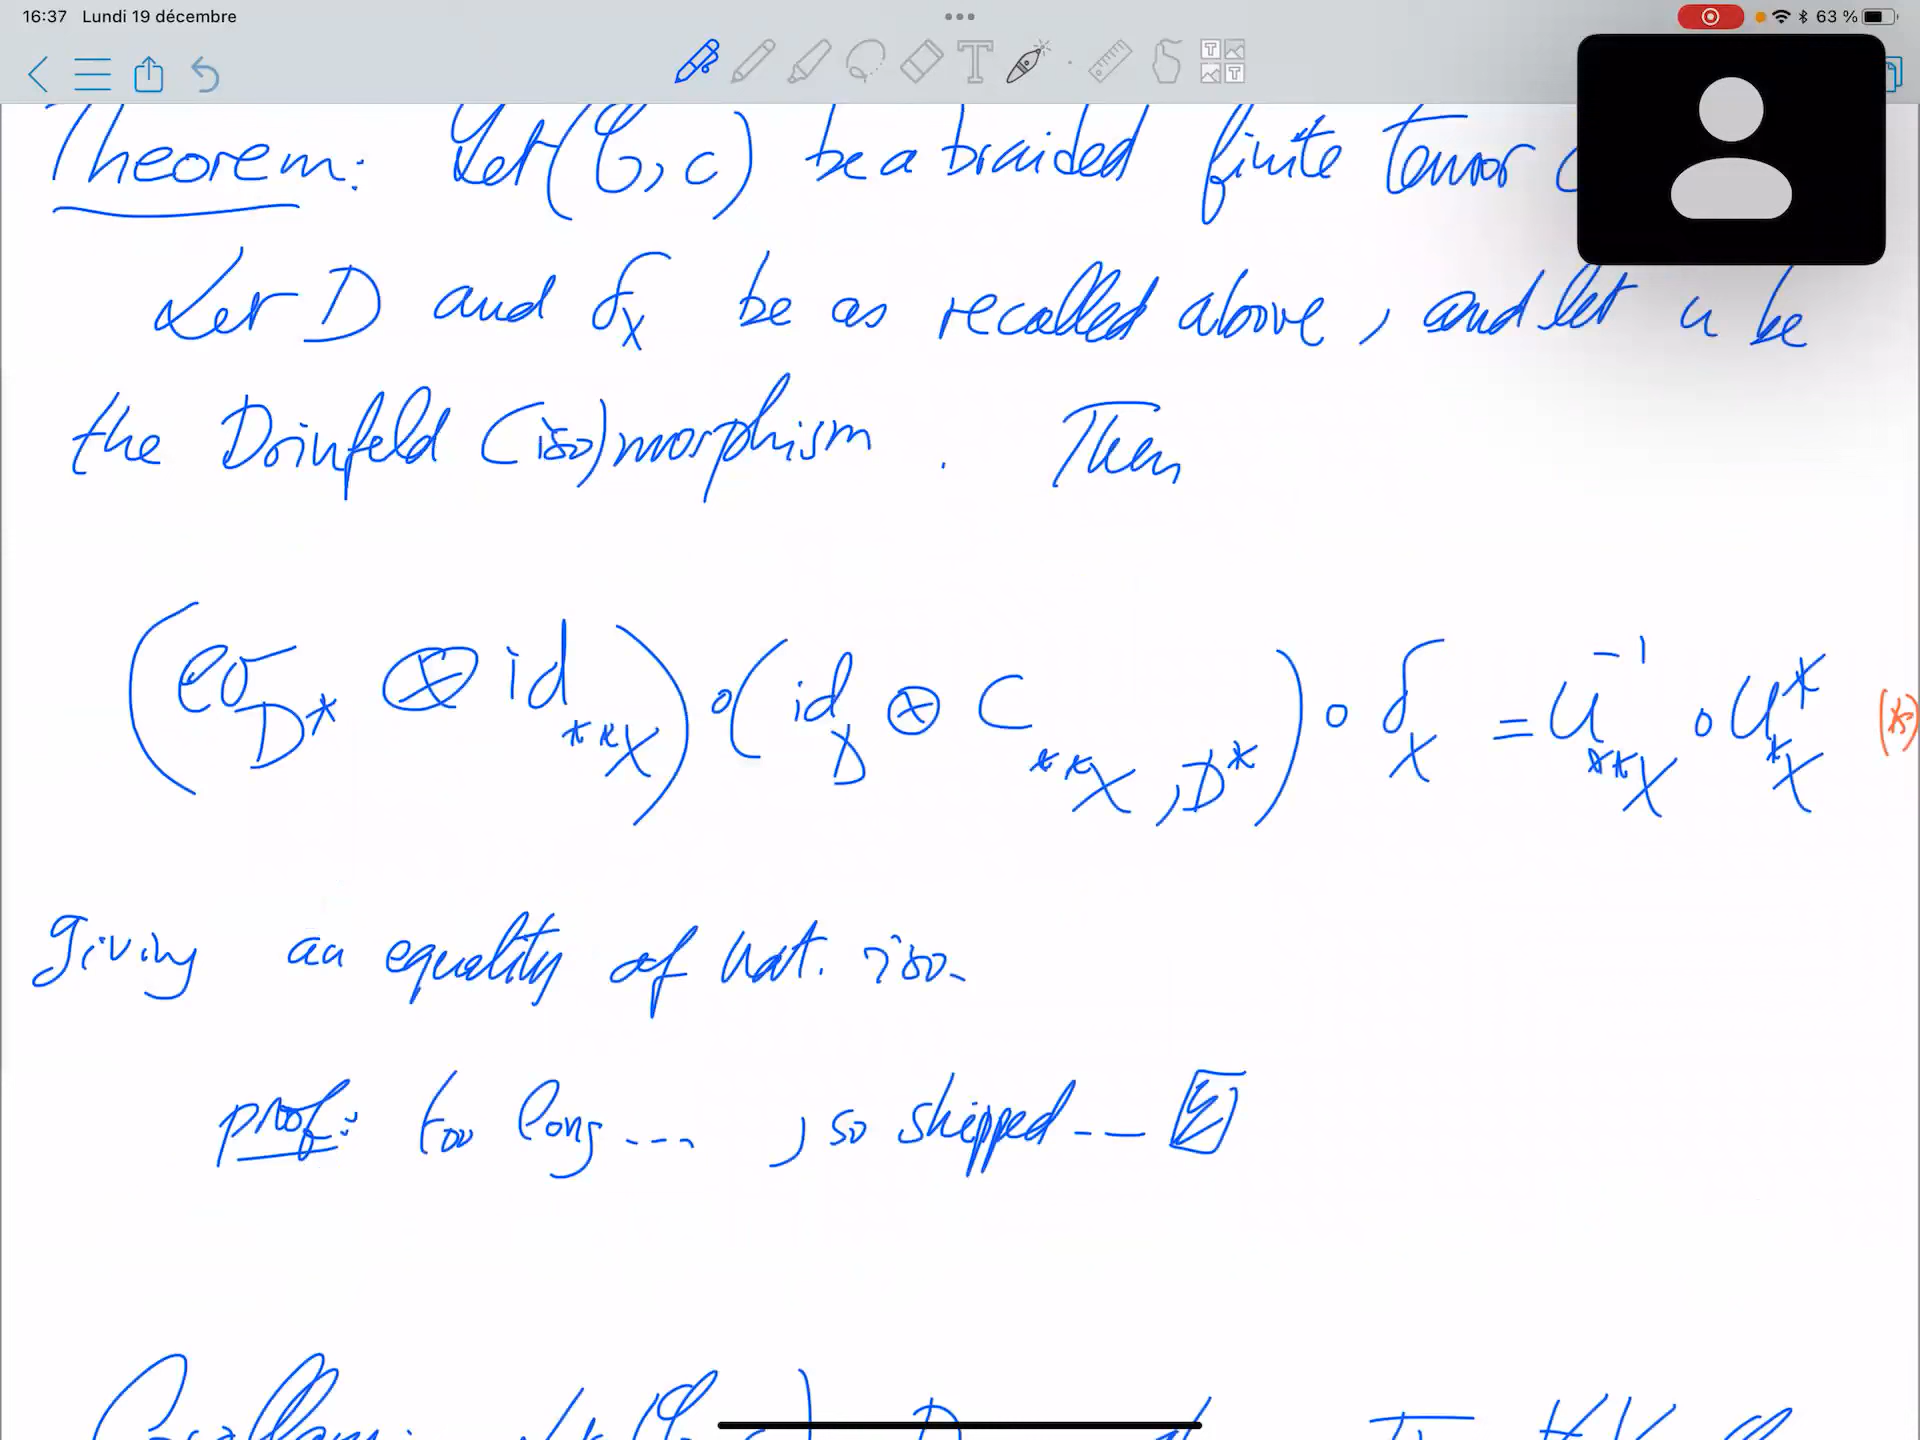 16:37 Lundi 19 décembre
63 %
Theorem: Let (𝒞, c) be a braided finite tensor
Let D and δ_X be as recalled above, and let u be
the Drinfeld (iso)morphism. Then
(ev_{D*} ⊗ id_{**X}) ∘ (id_D ⊗ C_{**X, D*}) ∘ δ_X = u^{-1}_{**X} ∘ u^*_{*X} (*)
giving an equality of nat. iso.
proof: too long ... , so skipped --
Corollary: